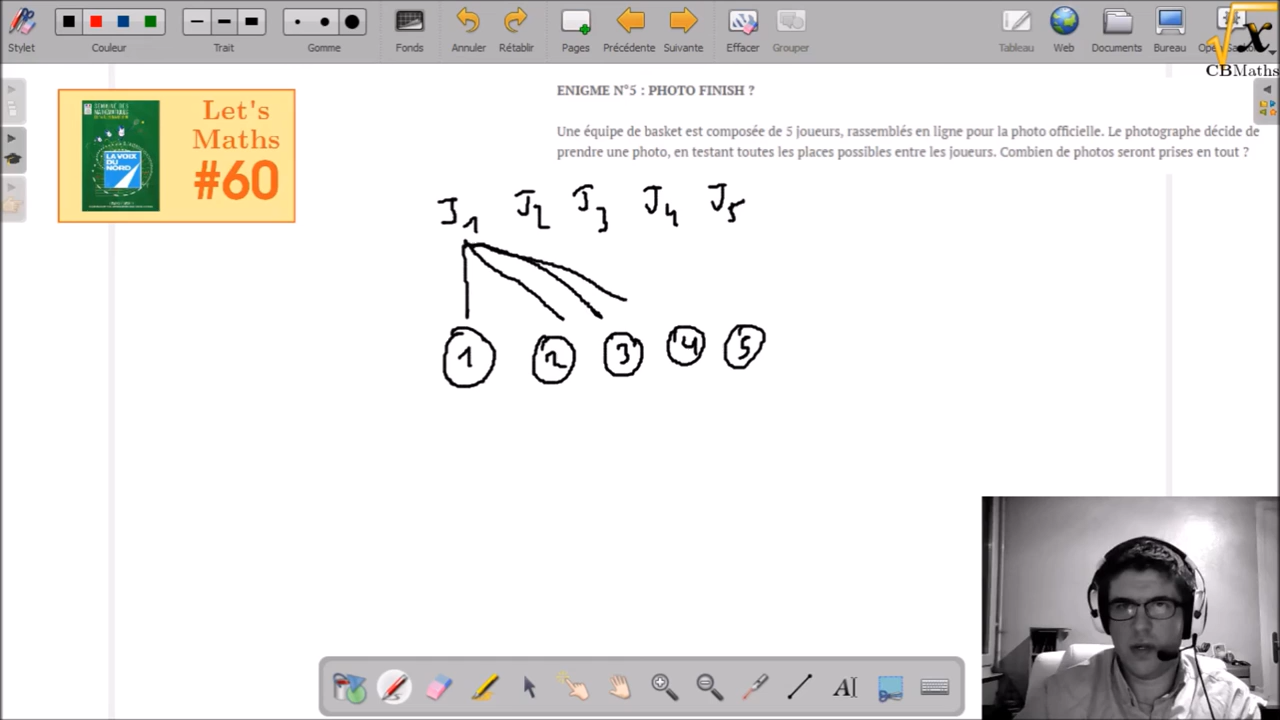 Stylet
Couleur
Trait
Gomme
Fonds
Annuler
Rétablir
Pages
Précédente
Suivante
Effacer
Grouper
Tableau
Web
Documents
Bureau
CBMaths
Let's
Maths
#60
LA VOIX
DU
NORD
ENIGME N°5 : PHOTO FINISH ?
Une équipe de basket est composée de 5 joueurs, rassemblés en ligne pour la photo officielle. Le photographe décide de
prendre une photo, en testant toutes les places possibles entre les joueurs. Combien de photos seront prises en tout ?
J1 J2 J3 J4 J5
1 2 3 4 5
AI